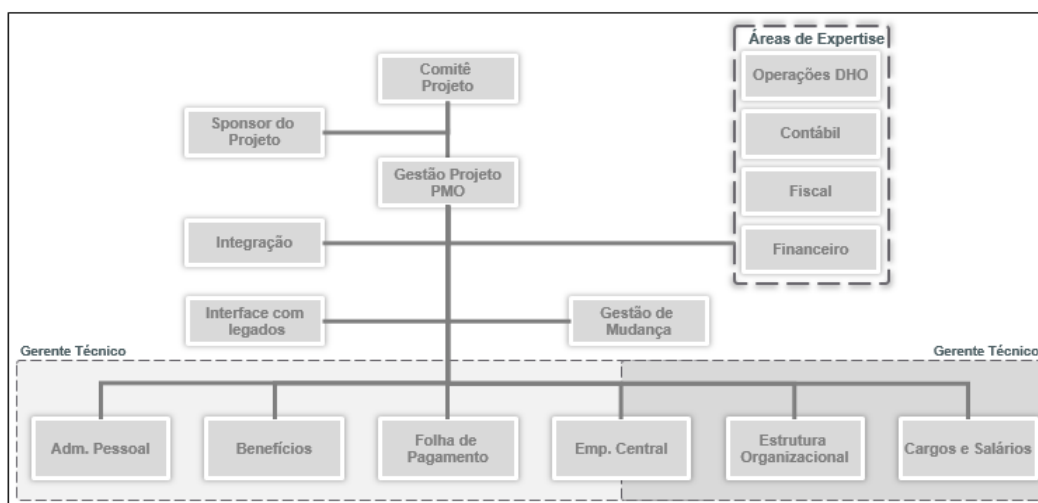 Áreas de Expertise
Comitê
Projeto
Operações DHO
Sponsor do
Projeto
Contábil
Gestão Projeto
PMO
Fiscal
Integração
Financeiro
Interface com
legados
Gestão de
Mudança
Gerente Técnico
Gerente Técnico
Adm. Pessoal
Benefícios
Folha de
Pagamento
Emp. Central
Estrutura
Organizacional
Cargos e Salários